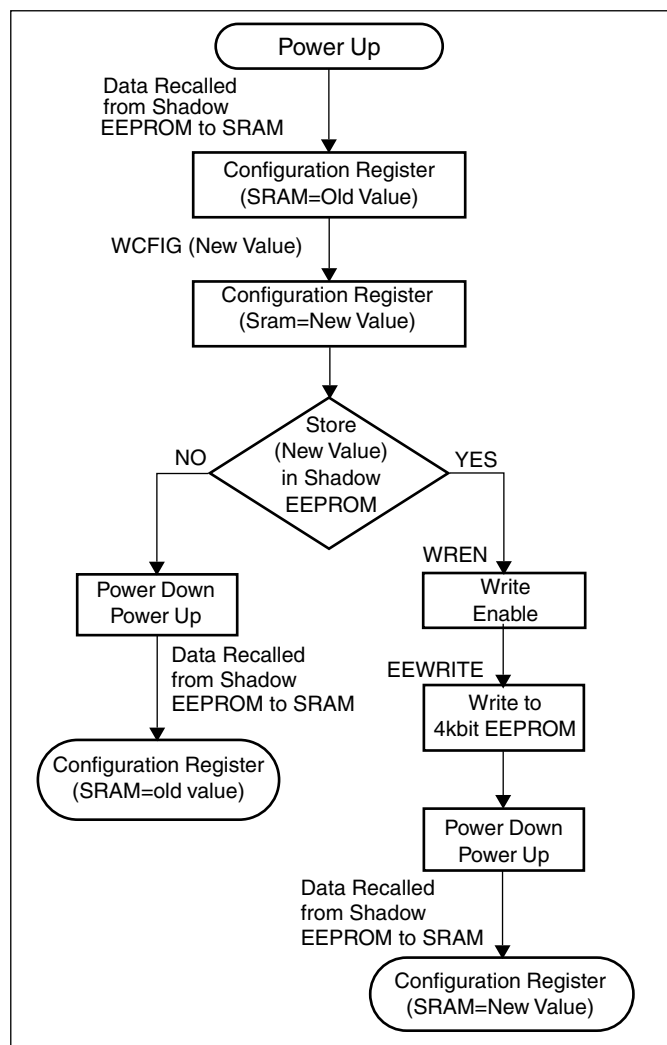 Power Up
Data Recalled
from Shadow
EEPROM to SRAM
Configuration Register
(SRAM=Old Value)
WCFIG (New Value)
Configuration Register
(Sram=New Value)
Store
(New Value)
in Shadow
EEPROM
NO
YES
Power Down
Power Up
Data Recalled
from Shadow
EEPROM to SRAM
Configuration Register
(SRAM=old value)
WREN
Write
Enable
EEWRITE
Write to
4kbit EEPROM
Power Down
Power Up
Data Recalled
from Shadow
EEPROM to SRAM
Configuration Register
(SRAM=New Value)